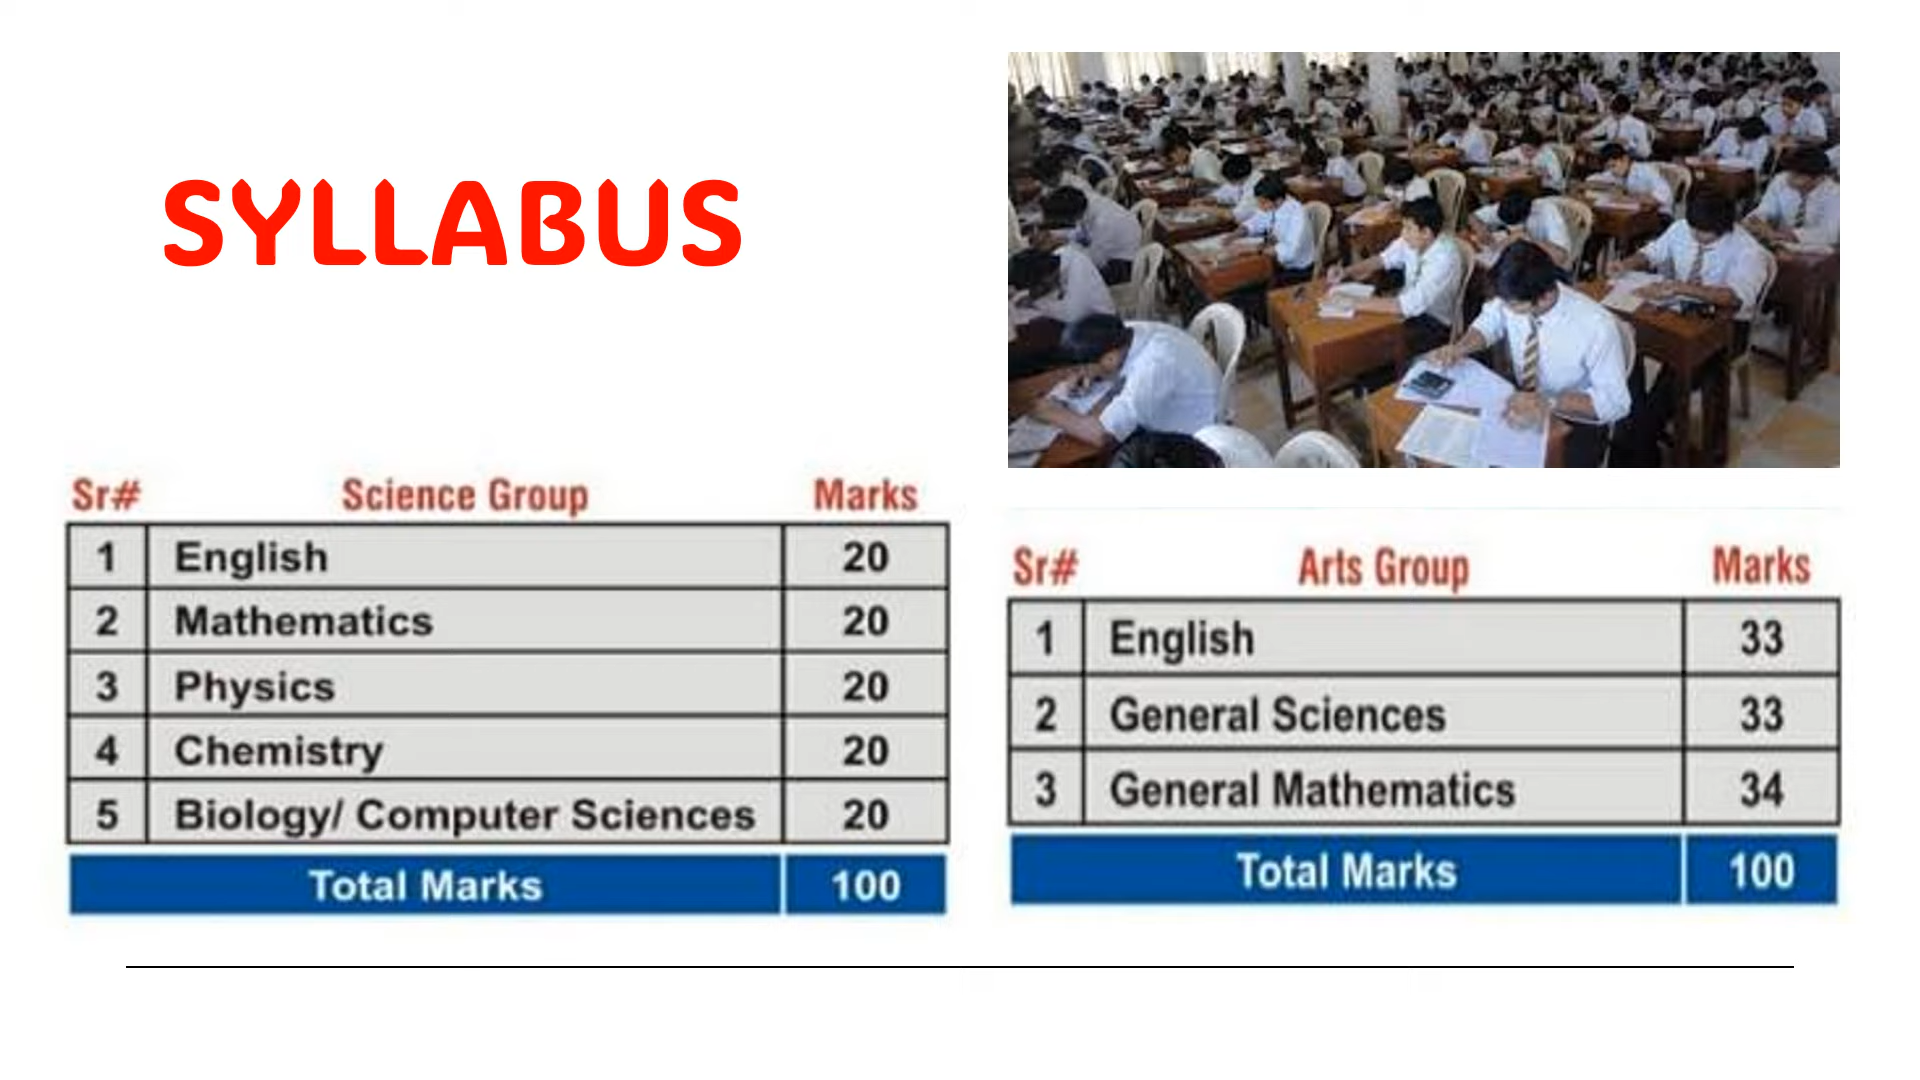 SYLLABUS
Sr# Science Group Marks
1 English 20
2 Mathematics 20
3 Physics 20
4 Chemistry 20
5 Biology/ Computer Sciences 20
Total Marks 100
Sr# Arts Group Marks
1 English 33
2 General Sciences 33
3 General Mathematics 34
Total Marks 100